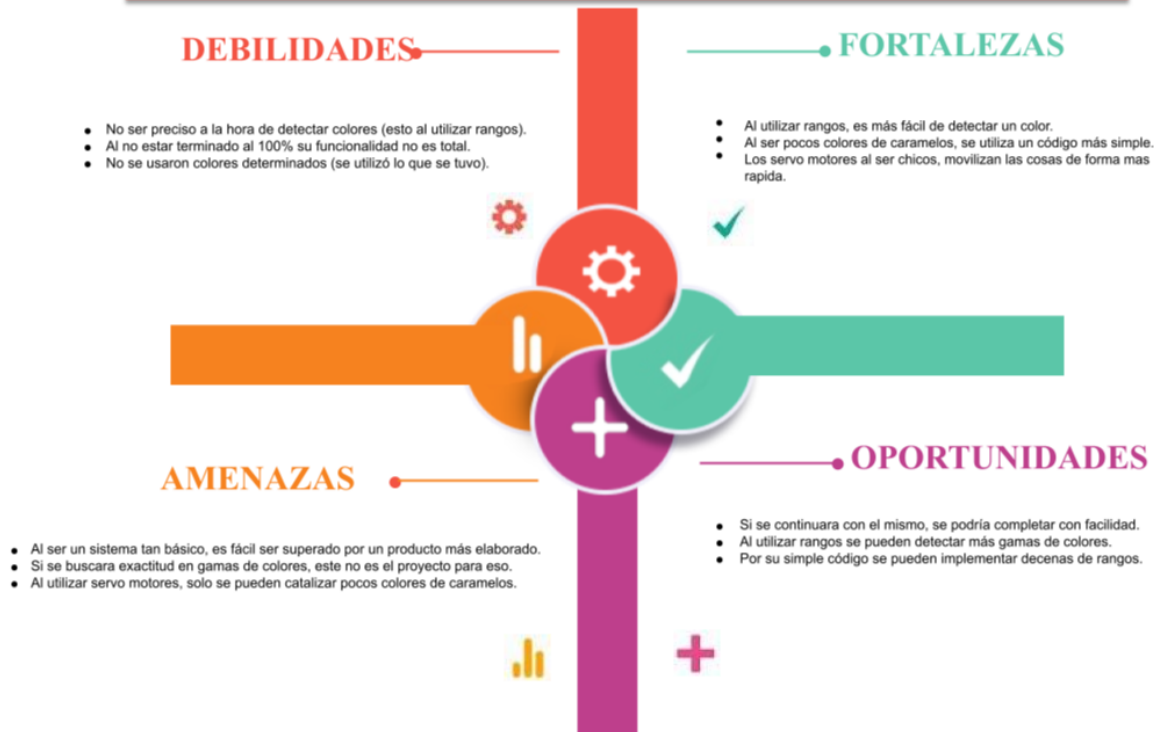 DEBILIDADES
● No ser preciso a la hora de detectar colores (esto al utilizar rangos).
● Al no estar terminado al 100% su funcionalidad no es total.
● No se usaron colores determinados (se utilizó lo que se tuvo).
FORTALEZAS
● Al utilizar rangos, es más fácil de detectar un color.
● Al ser pocos colores de caramelos, se utiliza un código más simple.
● Los servo motores al ser chicos, movilizan las cosas de forma mas
rapida.
AMENAZAS
● Al ser un sistema tan básico, es fácil ser superado por un producto más elaborado.
● Si se buscara exactitud en gamas de colores, este no es el proyecto para eso.
● Al utilizar servo motores, solo se pueden catalizar pocos colores de caramelos.
OPORTUNIDADES
● Si se continuara con el mismo, se podría completar con facilidad.
● Al utilizar rangos se pueden detectar más gamas de colores.
● Por su simple código se pueden implementar decenas de rangos.